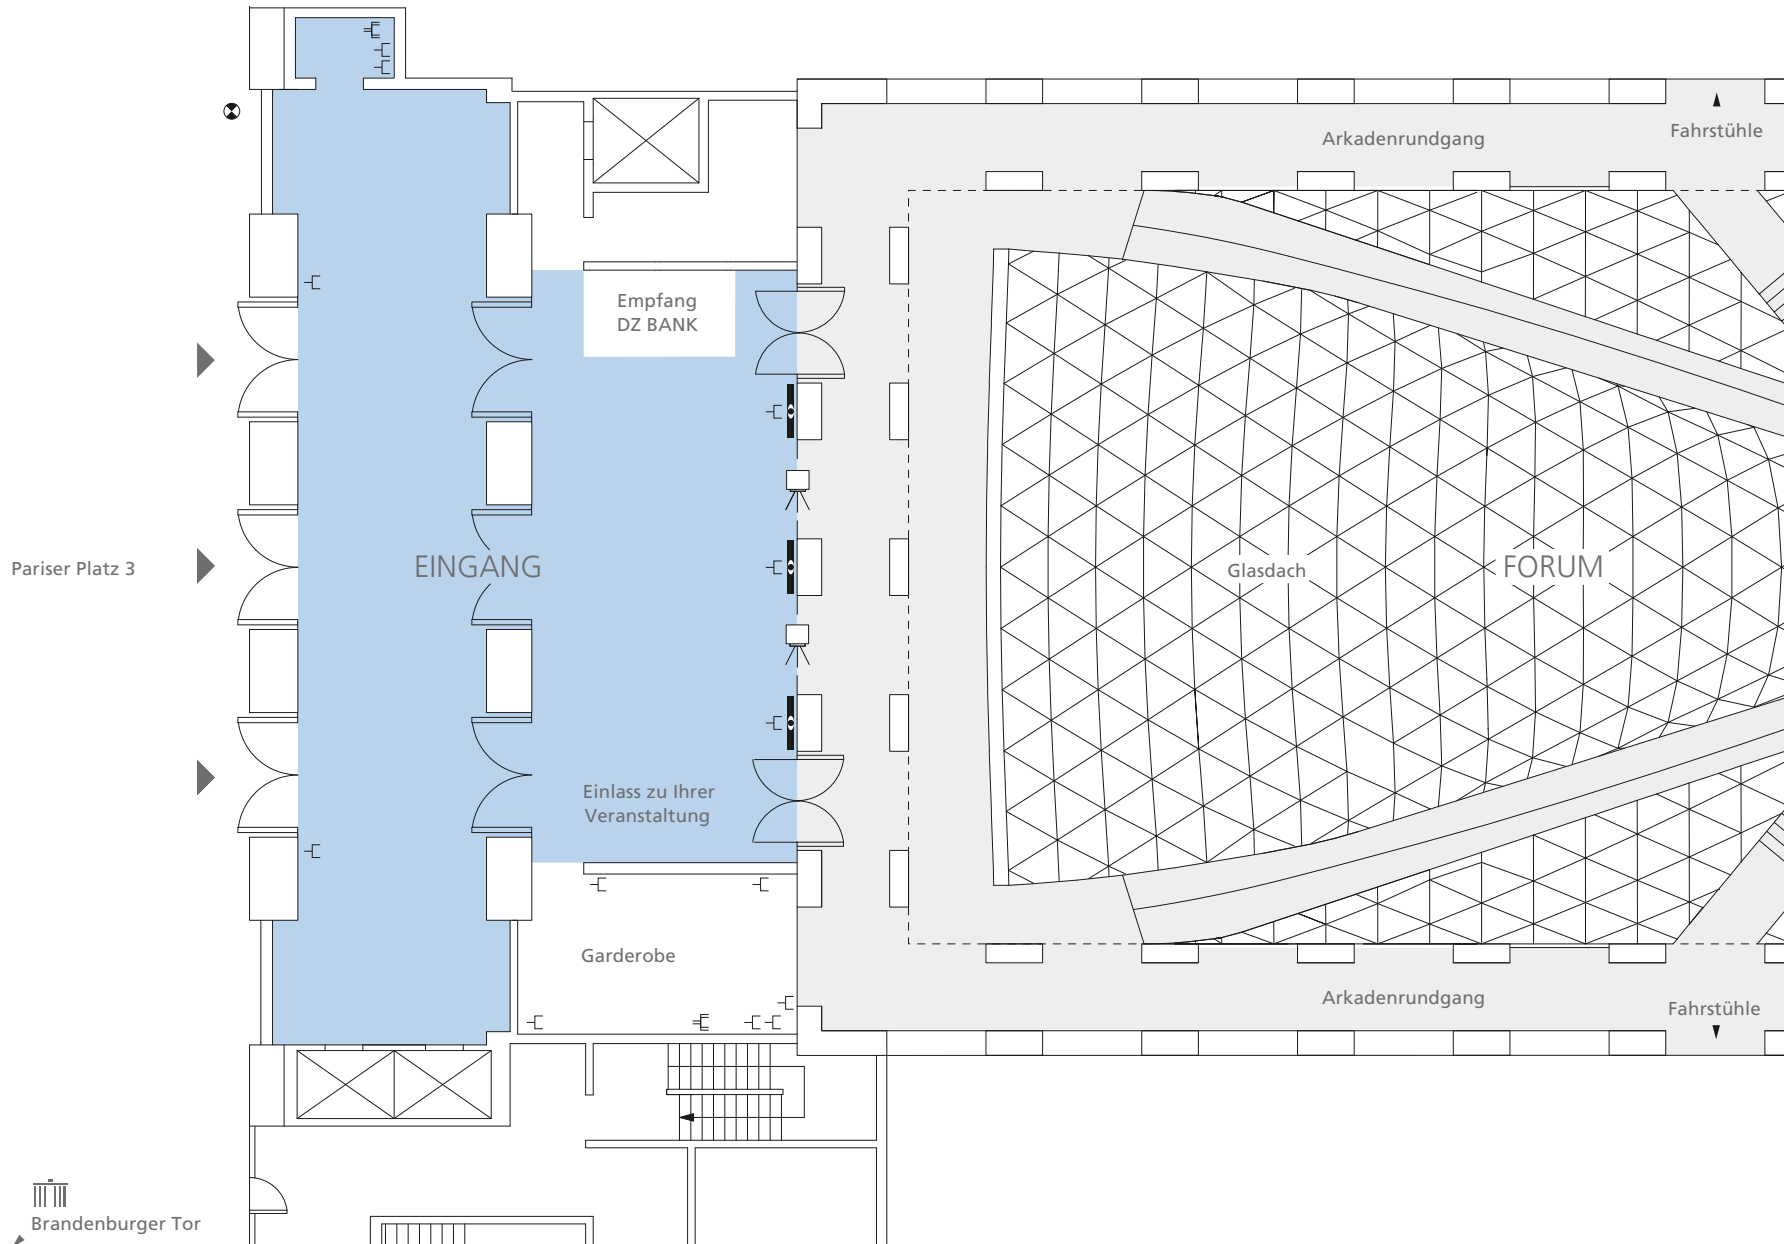 Arkadenrundgang
Fahrstühle
Empfang
DZ BANK
Pariser Platz 3
EINGANG
Glasdach
FORUM
Einlass zu Ihrer
Veranstaltung
Garderobe
Arkadenrundgang
Fahrstühle
Brandenburger Tor